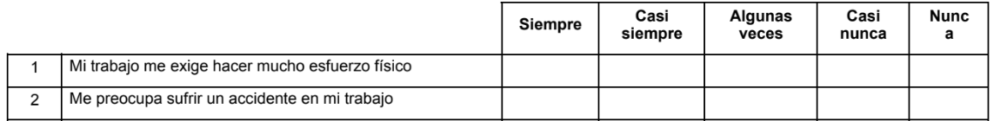 Siempre Casi siempre Algunas veces Casi nunca Nunc a
1 Mi trabajo me exige hacer mucho esfuerzo físico
2 Me preocupa sufrir un accidente en mi trabajo